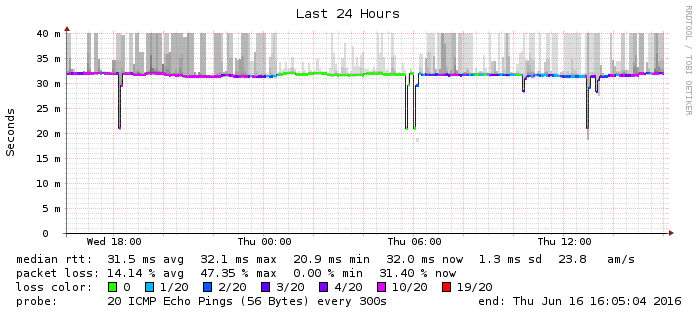 Last 24 Hours
RRDTOOL / TOBI OETIKER
Seconds
40 m
35 m
30 m
25 m
20 m
15 m
10 m
5 m
0
Wed 18:00 Thu 00:00 Thu 06:00 Thu 12:00
median rtt: 31.5 ms avg 32.1 ms max 20.9 ms min 32.0 ms now 1.3 ms sd 23.8 am/s
packet loss: 14.14 % avg 47.35 % max 0.00 % min 31.40 % now
loss color: 0 1/20 2/20 3/20 4/20 10/20 19/20
probe: 20 ICMP Echo Pings (56 Bytes) every 300s end: Thu Jun 16 16:05:04 2016